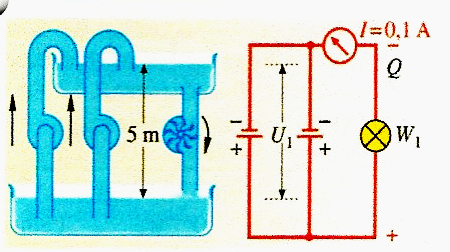 I=0,1 A
Q
5 m
U1
W1
- + - +
- +